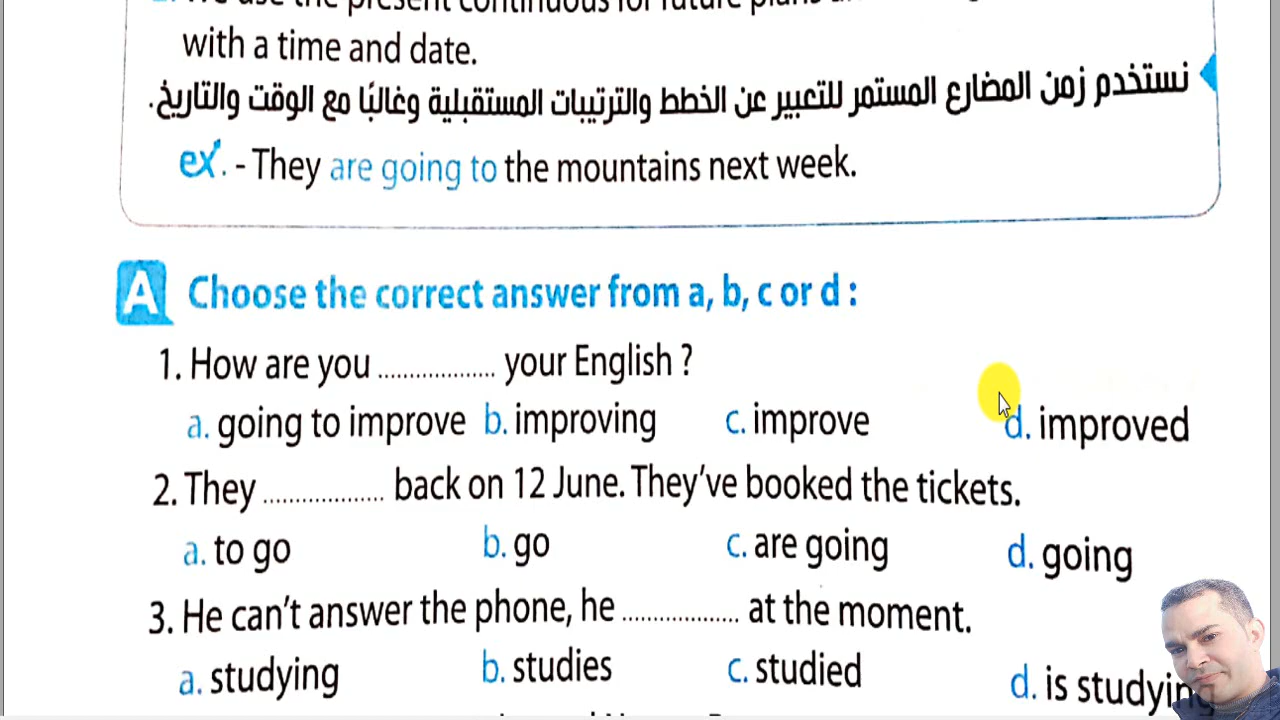 with a time and date.
نستخدم زمن المضارع المستمر للتعبير عن الخطط والترتيبات المستقبلية وغالبًا مع الوقت والتاريخ.
ex. - They are going to the mountains next week.
A Choose the correct answer from a, b, c or d :
1. How are you ................... your English ?
a. going to improve b. improving c. improve d. improved
2. They ................... back on 12 June. They've booked the tickets.
a. to go b. go c. are going d. going
3. He can't answer the phone, he ................... at the moment.
a. studying b. studies c. studied d. is studying